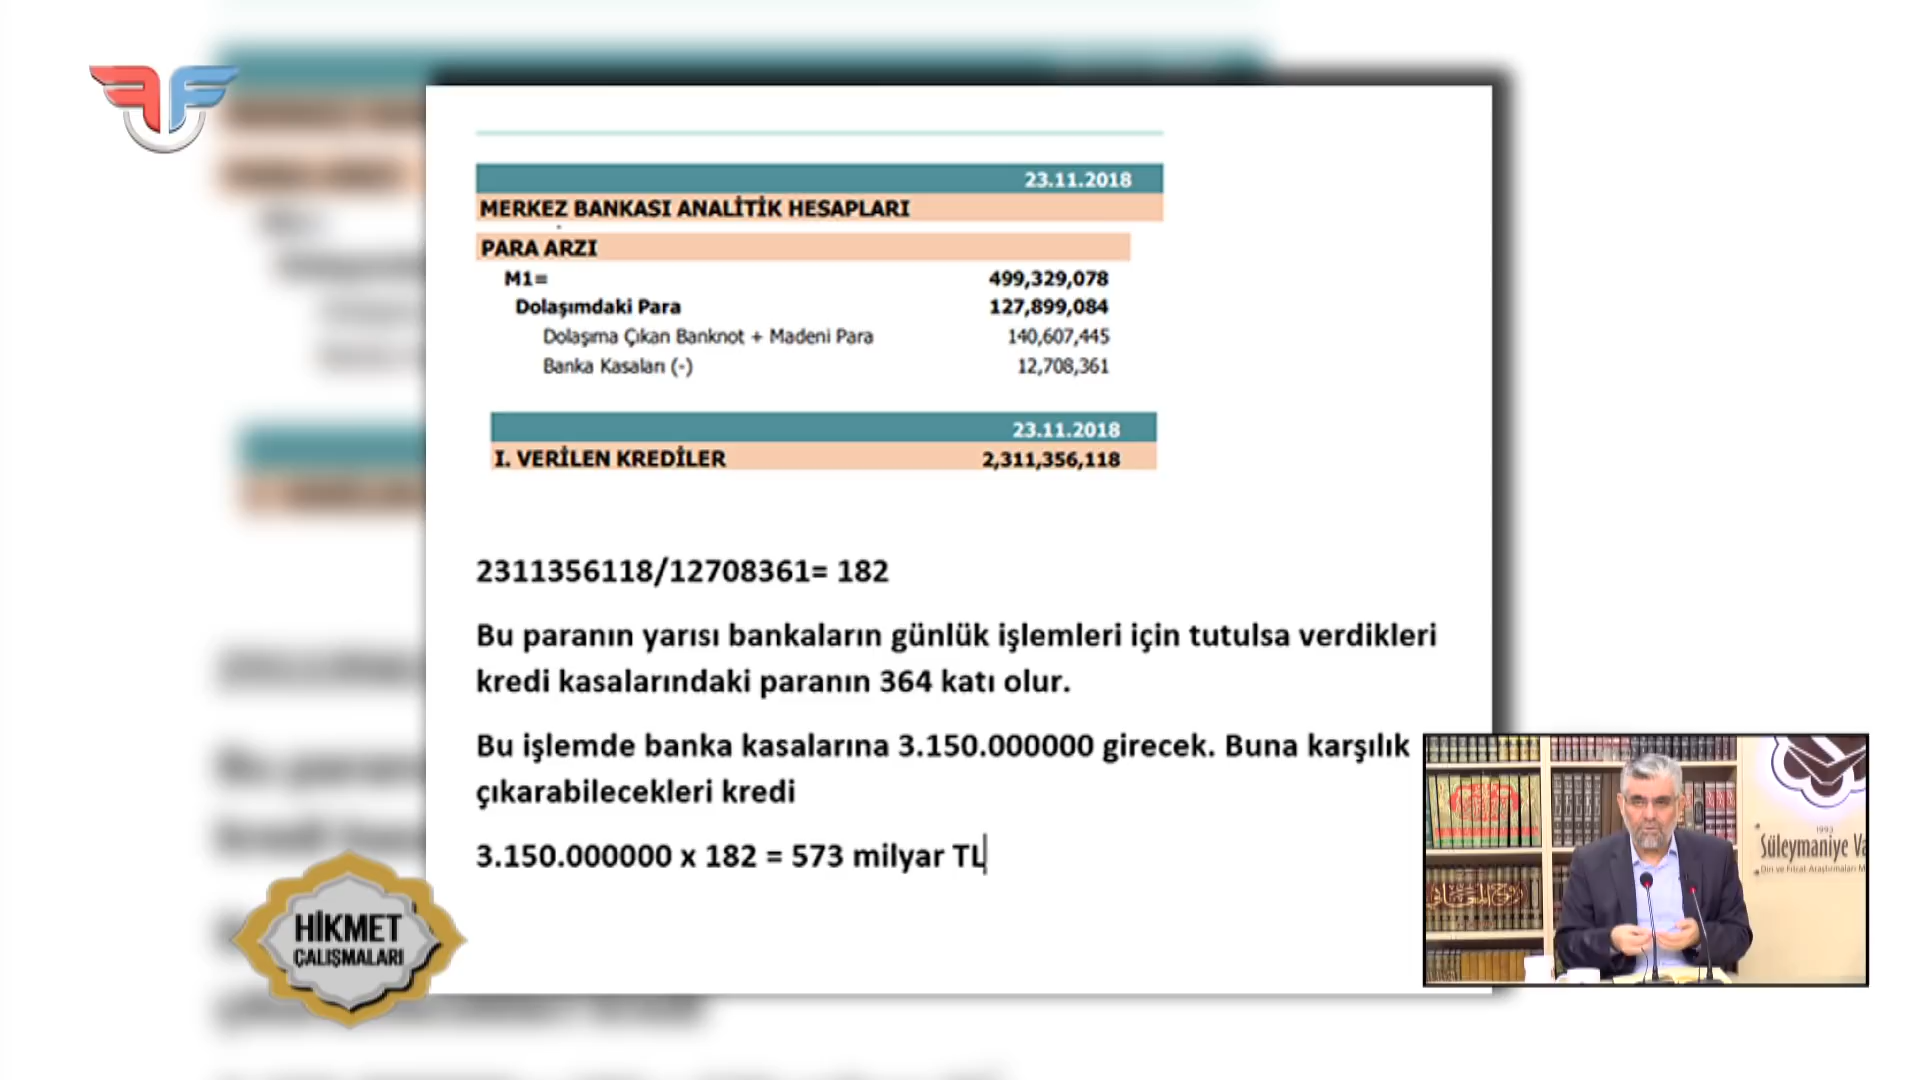 23.11.2018
MERKEZ BANKASI ANALİTİK HESAPLARI
PARA ARZI
M1= 499,329,078
Dolaşımdaki Para 127,899,084
Dolaşıma Çıkan Banknot + Madeni Para 140,607,445
Banka Kasaları (-) 12,708,361
23.11.2018
I. VERİLEN KREDİLER 2,311,356,118
2311356118/12708361= 182
Bu paranın yarısı bankaların günlük işlemleri için tutulsa verdikleri
kredi kasalarındaki paranın 364 katı olur.
Bu işlemde banka kasalarına 3.150.000000 girecek. Buna karşılık
çıkarabilecekleri kredi
3.150.000000 x 182 = 573 milyar TL
HİKMET
ÇALIŞMALARI
1993
Süleymaniye Va
Din ve Fıtrat Araştırmaları M